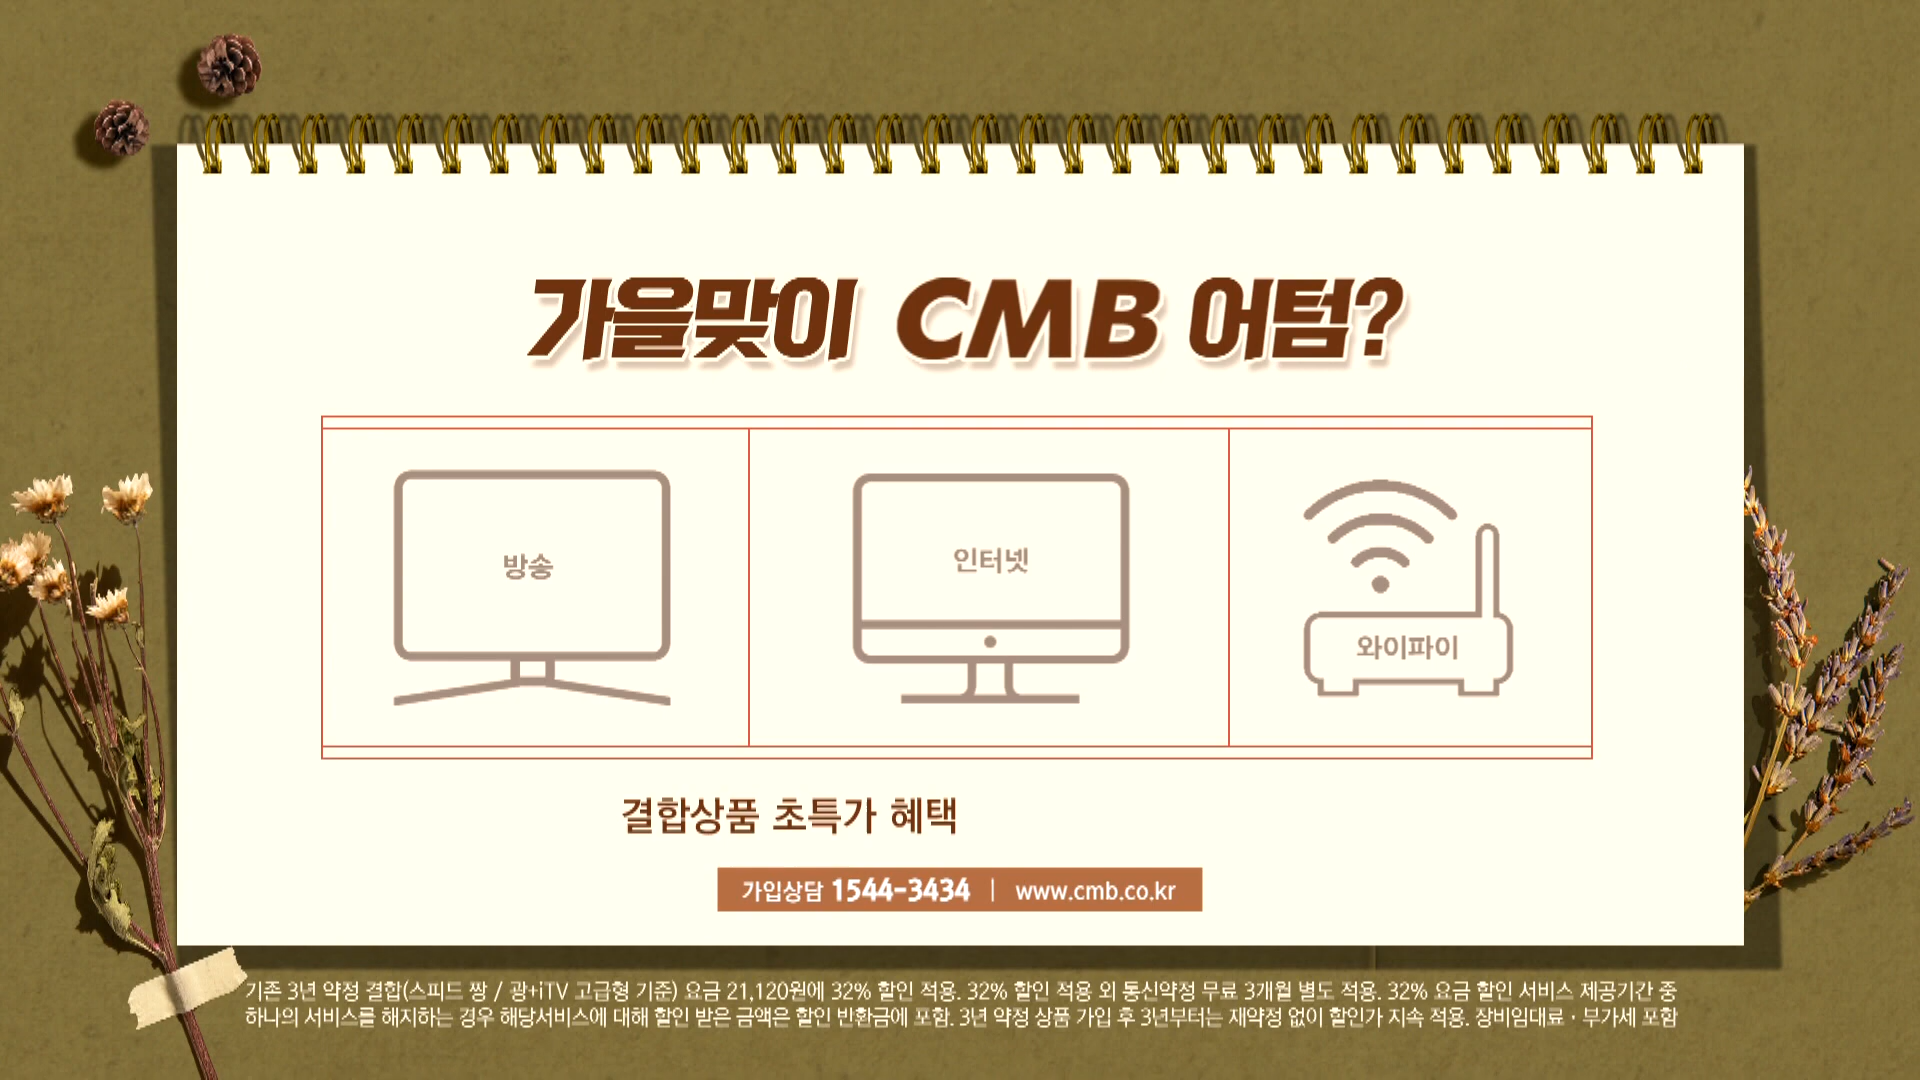 가을맞이 CMB 어텀?
방송
인터넷
와이파이
결합상품 초특가 혜택
가입상담 1544-3434 | www.cmb.co.kr
기존 3년 약정 결합(스피드 짱 / 광+iTV 고급형 기준) 요금 21,120원에 32% 할인 적용. 32% 할인 적용 외 통신약정 무료 3개월 별도 적용. 32% 요금 할인 서비스 제공기간 중
하나의 서비스를 해지하는 경우 해당서비스에 대해 할인 받은 금액은 할인 반환금에 포함. 3년 약정 상품 가입 후 3년부터는 재약정 없이 할인가 지속 적용. 장비임대료 · 부가세 포함